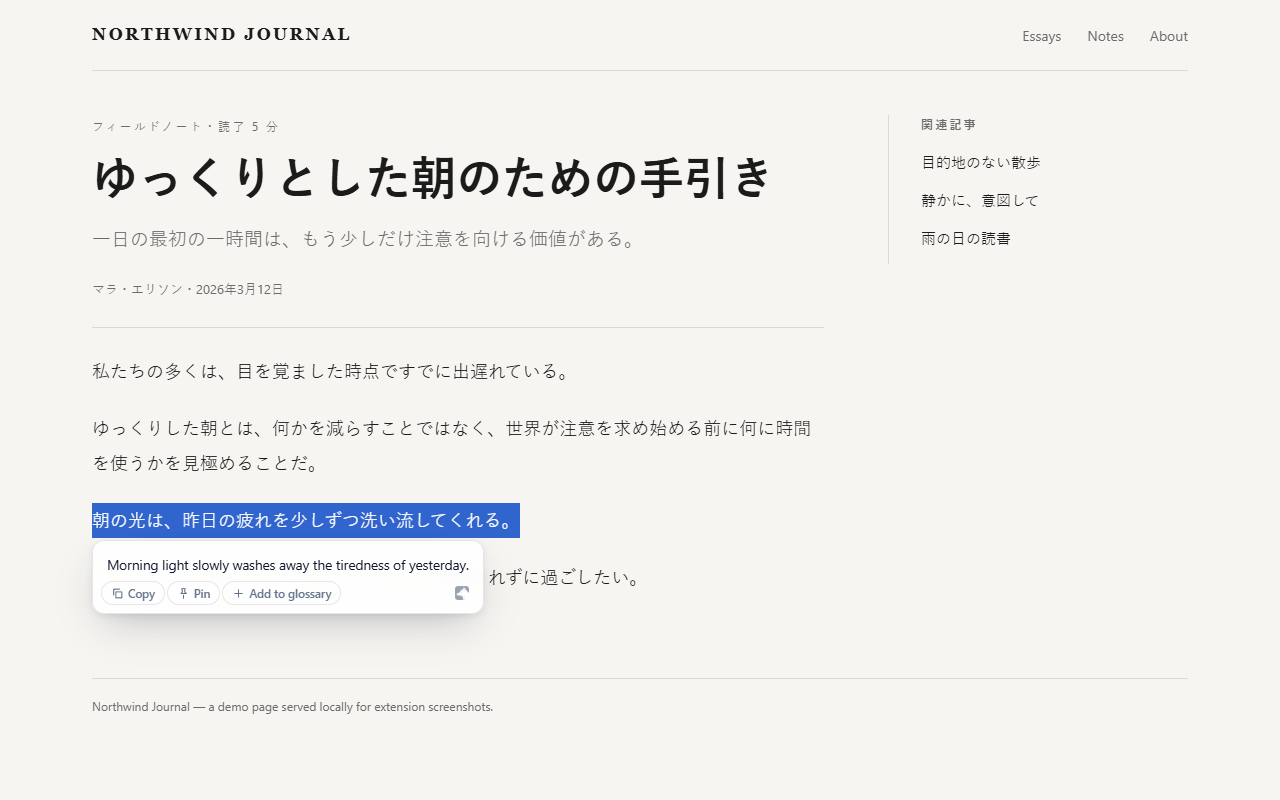 NORTHWIND JOURNAL
Essays Notes About
フィールドノート・読了 5 分
ゆっくりとした朝のための手引き
一日の最初の一時間は、もう少しだけ注意を向ける価値がある。
マラ・エリソン・2026年3月12日
関連記事
目的地のない散歩
静かに、意図して
雨の日の読書
私たちの多くは、目を覚ました時点ですでに出遅れている。
ゆっくりした朝とは、何かを減らすことではなく、世界が注意を求め始める前に何に時間
を使うかを見極めることだ。
朝の光は、昨日の疲れを少しずつ洗い流してくれる。
Morning light slowly washes away the tiredness of yesterday.
れずに過ごしたい。
Copy Pin Add to glossary
Northwind Journal — a demo page served locally for extension screenshots.